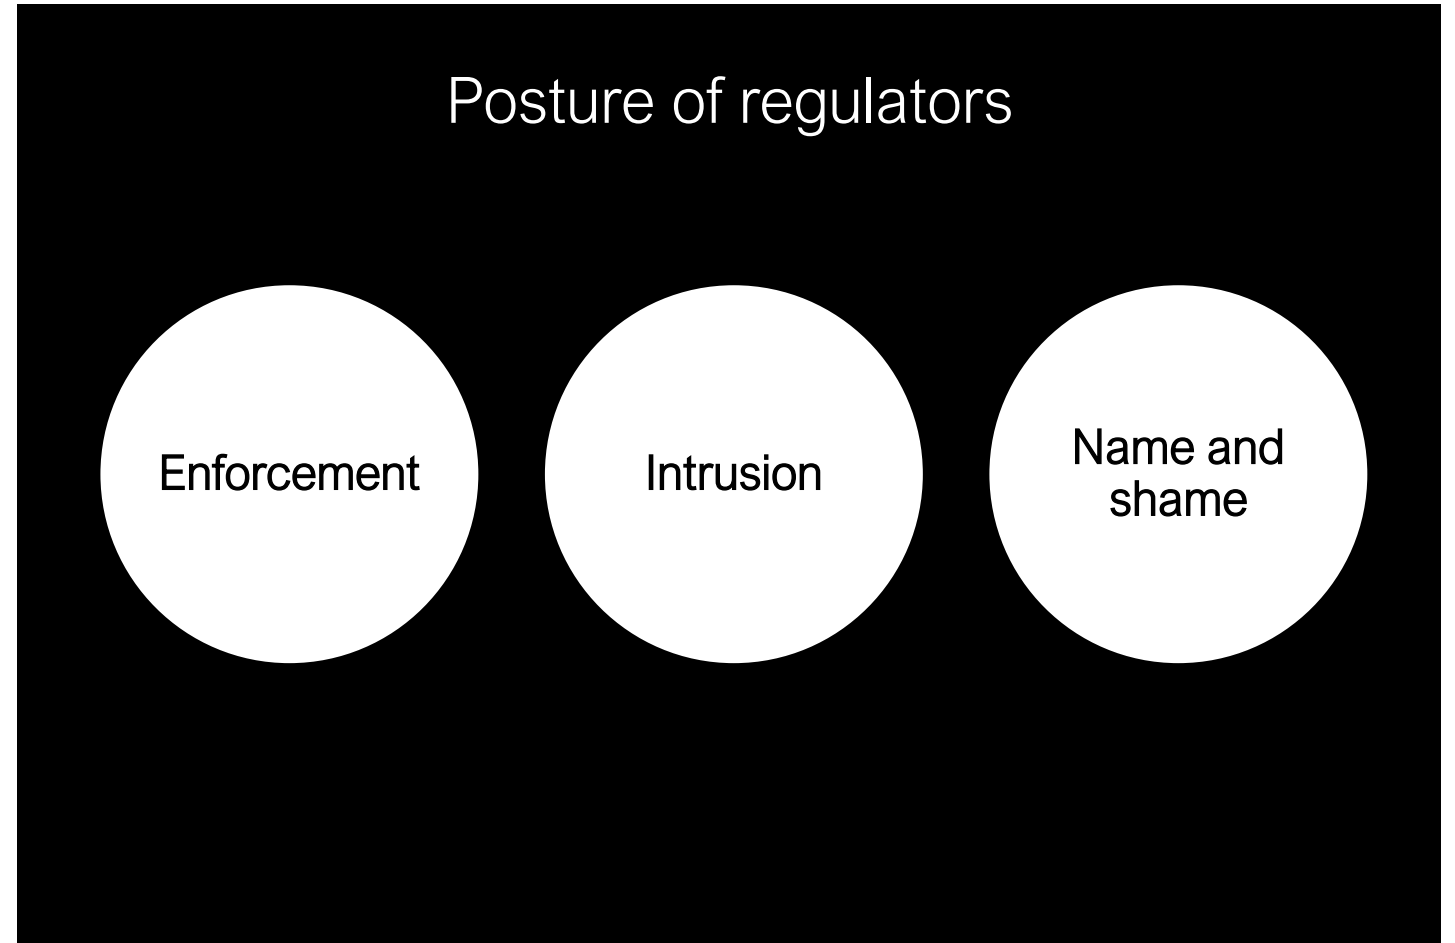 Posture of regulators
Enforcement
Intrusion
Name and
shame